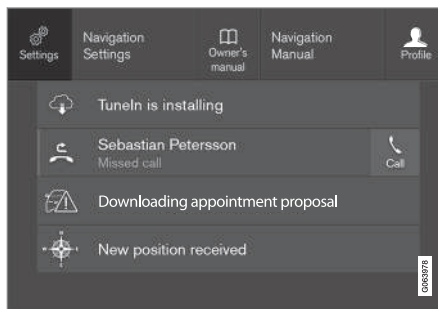 Settings
Navigation
Settings
Owner's
manual
Navigation
Manual
Profile
TuneIn is installing
Sebastian Petersson
Missed call
Call
Downloading appointment proposal
New position received
G063978